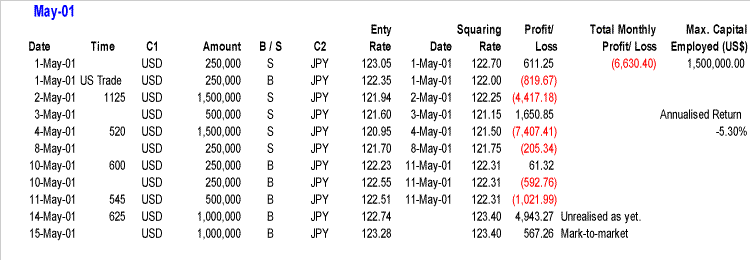 May-01
Enty Squaring Profit/ Total Monthly Max. Capital
Date Time C1 Amount B / S C2 Rate Date Rate Loss Profit/ Loss Employed (US$)
1-May-01 USD 250,000 S JPY 123.05 1-May-01 122.70 611.25 (6,630.40) 1,500,000.00
1-May-01 US Trade USD 250,000 B JPY 122.35 1-May-01 122.00 (819.67)
2-May-01 1125 USD 1,500,000 S JPY 121.94 2-May-01 122.25 (4,417.18)
3-May-01 USD 500,000 S JPY 121.60 3-May-01 121.15 1,650.85 Annualised Return
4-May-01 520 USD 1,500,000 S JPY 120.95 4-May-01 121.50 (7,407.41) -5.30%
8-May-01 USD 250,000 S JPY 121.70 8-May-01 121.75 (205.34)
10-May-01 600 USD 250,000 B JPY 122.23 11-May-01 122.31 61.32
10-May-01 USD 250,000 B JPY 122.55 11-May-01 122.31 (592.76)
11-May-01 545 USD 500,000 B JPY 122.51 11-May-01 122.31 (1,021.99)
14-May-01 625 USD 1,000,000 B JPY 122.74 123.40 4,943.27 Unrealised as yet.
15-May-01 USD 1,000,000 B JPY 123.28 123.40 567.26 Mark-to-market